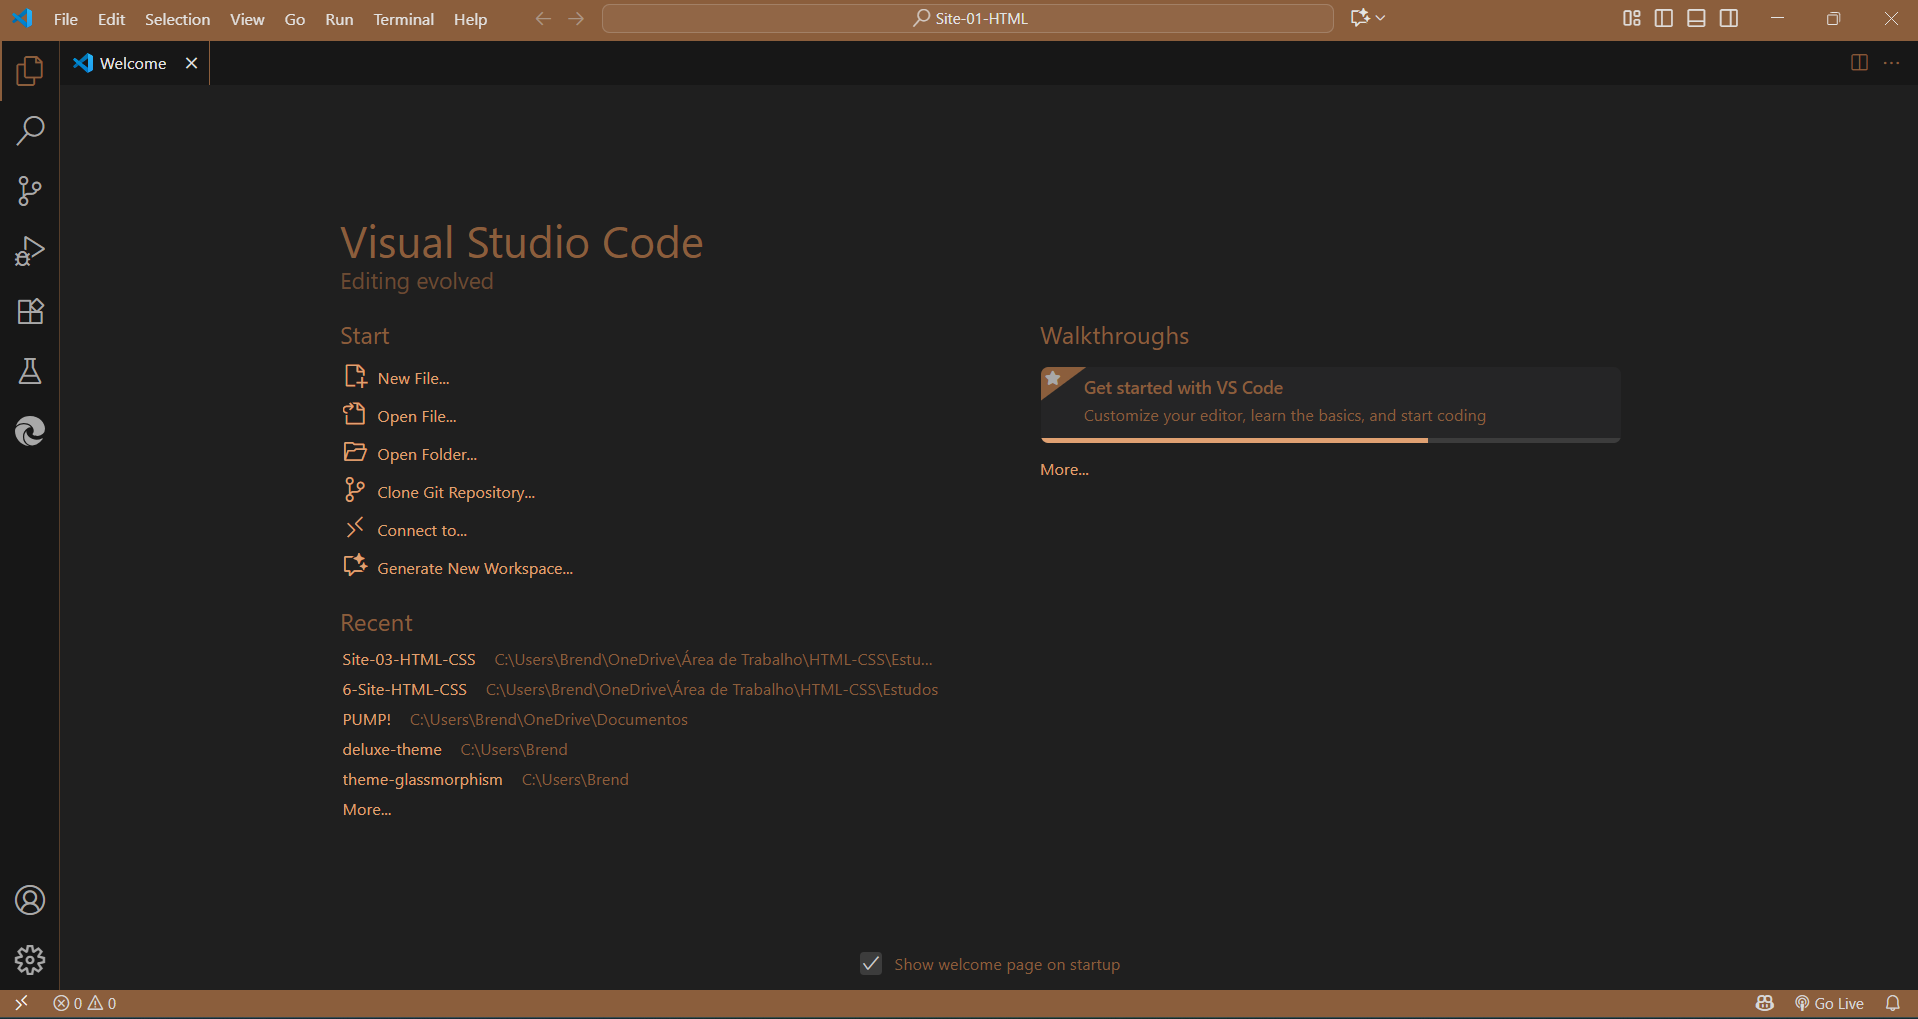 File Edit Selection View Go Run Terminal Help
Site-01-HTML
Welcome
Visual Studio Code
Editing evolved
Start
New File...
Open File...
Open Folder...
Clone Git Repository...
Connect to...
Generate New Workspace...
Recent
Site-03-HTML-CSS C:\Users\Brend\OneDrive\Área de Trabalho\HTML-CSS\Estu...
6-Site-HTML-CSS C:\Users\Brend\OneDrive\Área de Trabalho\HTML-CSS\Estudos
PUMP! C:\Users\Brend\OneDrive\Documentos
deluxe-theme C:\Users\Brend
theme-glassmorphism C:\Users\Brend
More...
Walkthroughs
Get started with VS Code
Customize your editor, learn the basics, and start coding
More...
Show welcome page on startup
0 0
Go Live